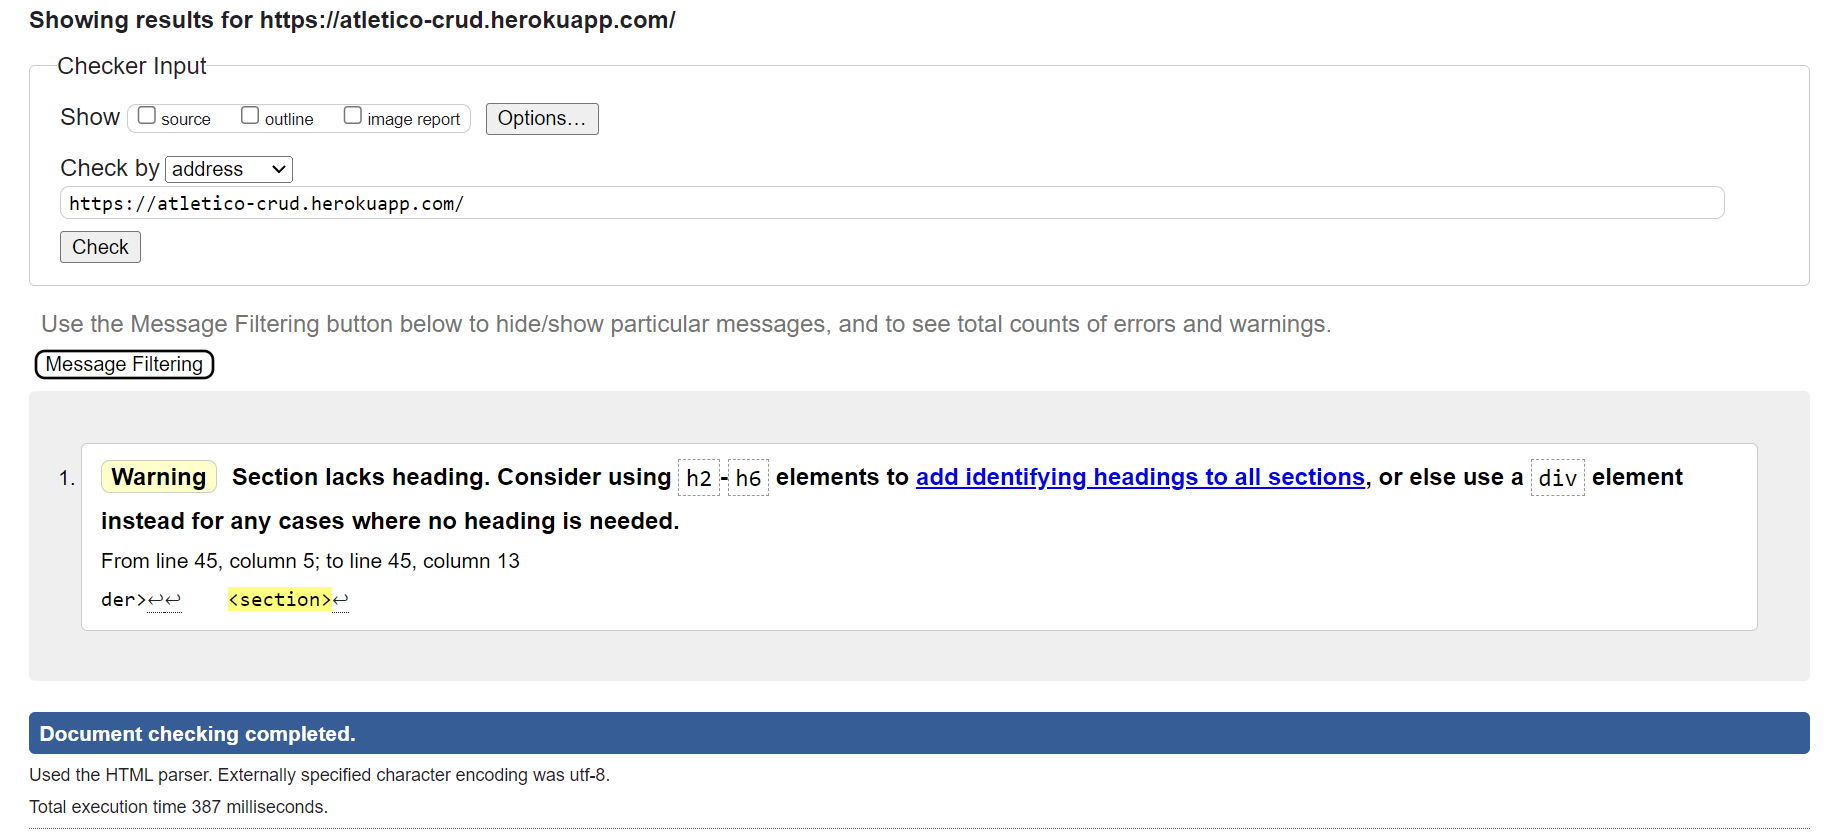 Showing results for https://atletico-crud.herokuapp.com/
Checker Input
Show source outline image report Options...
Check by address
https://atletico-crud.herokuapp.com/
Check
Use the Message Filtering button below to hide/show particular messages, and to see total counts of errors and warnings.
Message Filtering
1. Warning Section lacks heading. Consider using h2-h6 elements to add identifying headings to all sections, or else use a div element
instead for any cases where no heading is needed.
From line 45, column 5; to line 45, column 13
der>↩↩    <section>↩
Document checking completed.
Used the HTML parser. Externally specified character encoding was utf-8.
Total execution time 387 milliseconds.